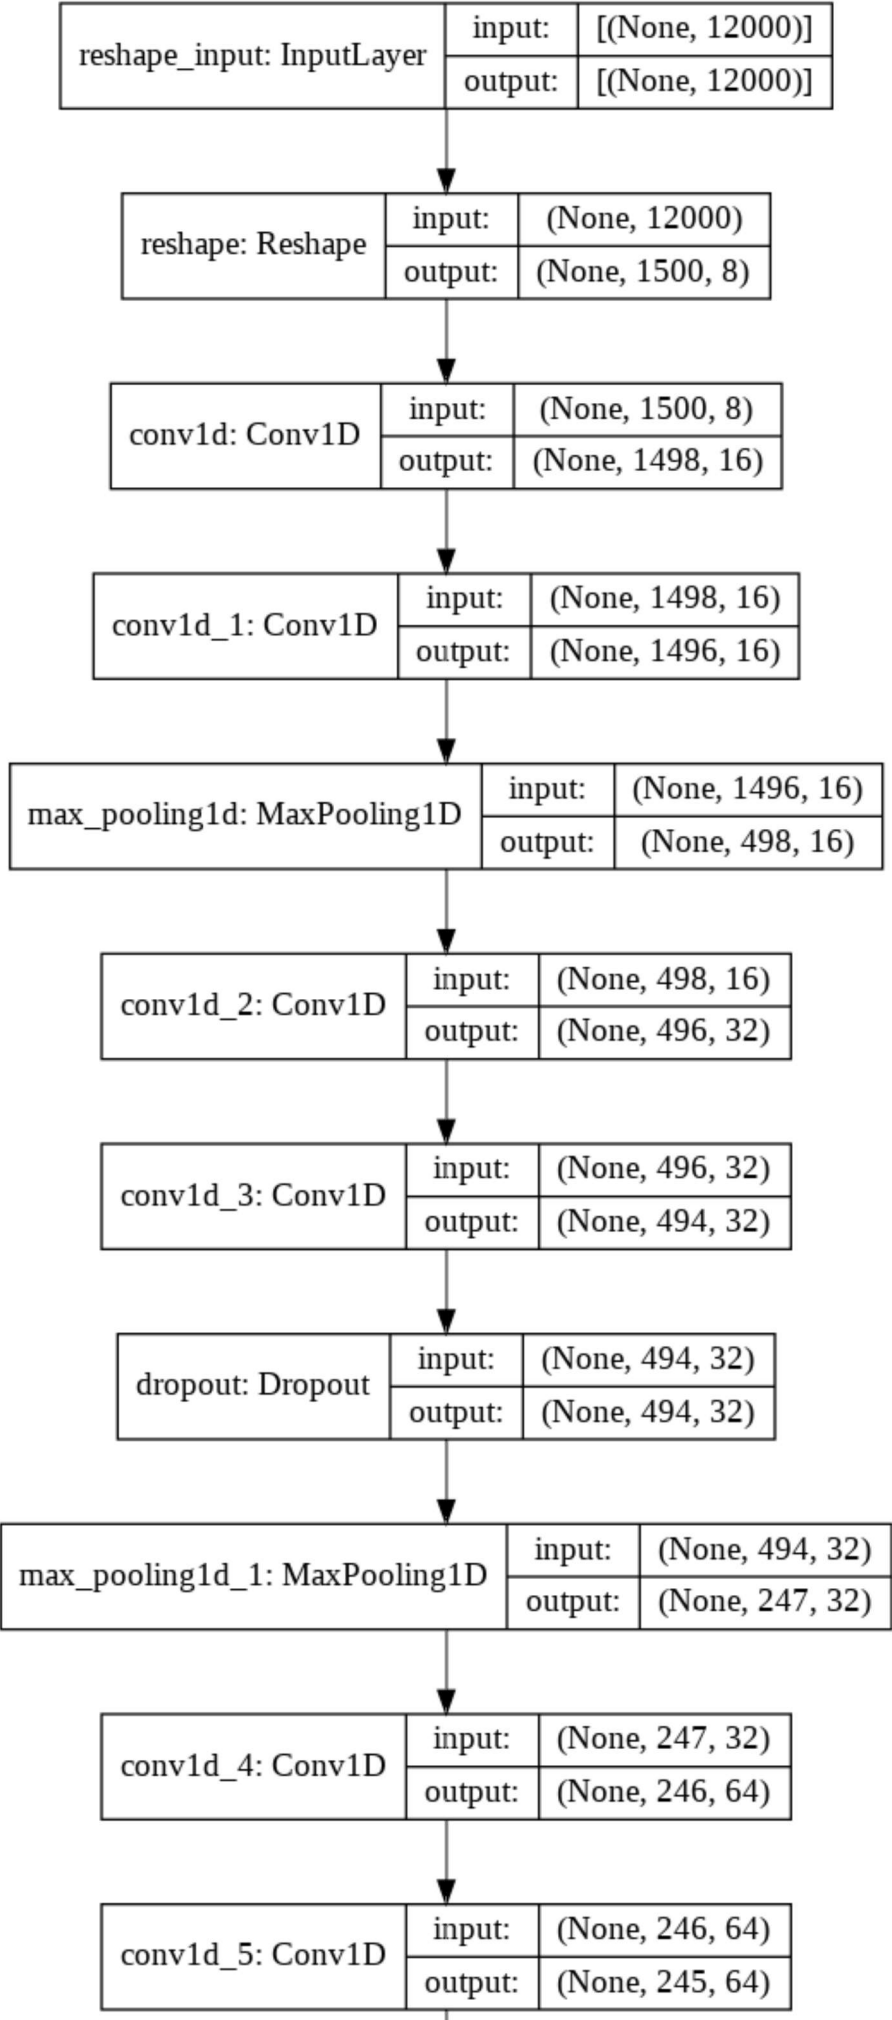 reshape_input: InputLayer
input: [(None, 12000)]
output: [(None, 12000)]
reshape: Reshape
input: (None, 12000)
output: (None, 1500, 8)
conv1d: Conv1D
input: (None, 1500, 8)
output: (None, 1498, 16)
conv1d_1: Conv1D
input: (None, 1498, 16)
output: (None, 1496, 16)
max_pooling1d: MaxPooling1D
input: (None, 1496, 16)
output: (None, 498, 16)
conv1d_2: Conv1D
input: (None, 498, 16)
output: (None, 496, 32)
conv1d_3: Conv1D
input: (None, 496, 32)
output: (None, 494, 32)
dropout: Dropout
input: (None, 494, 32)
output: (None, 494, 32)
max_pooling1d_1: MaxPooling1D
input: (None, 494, 32)
output: (None, 247, 32)
conv1d_4: Conv1D
input: (None, 247, 32)
output: (None, 246, 64)
conv1d_5: Conv1D
input: (None, 246, 64)
output: (None, 245, 64)